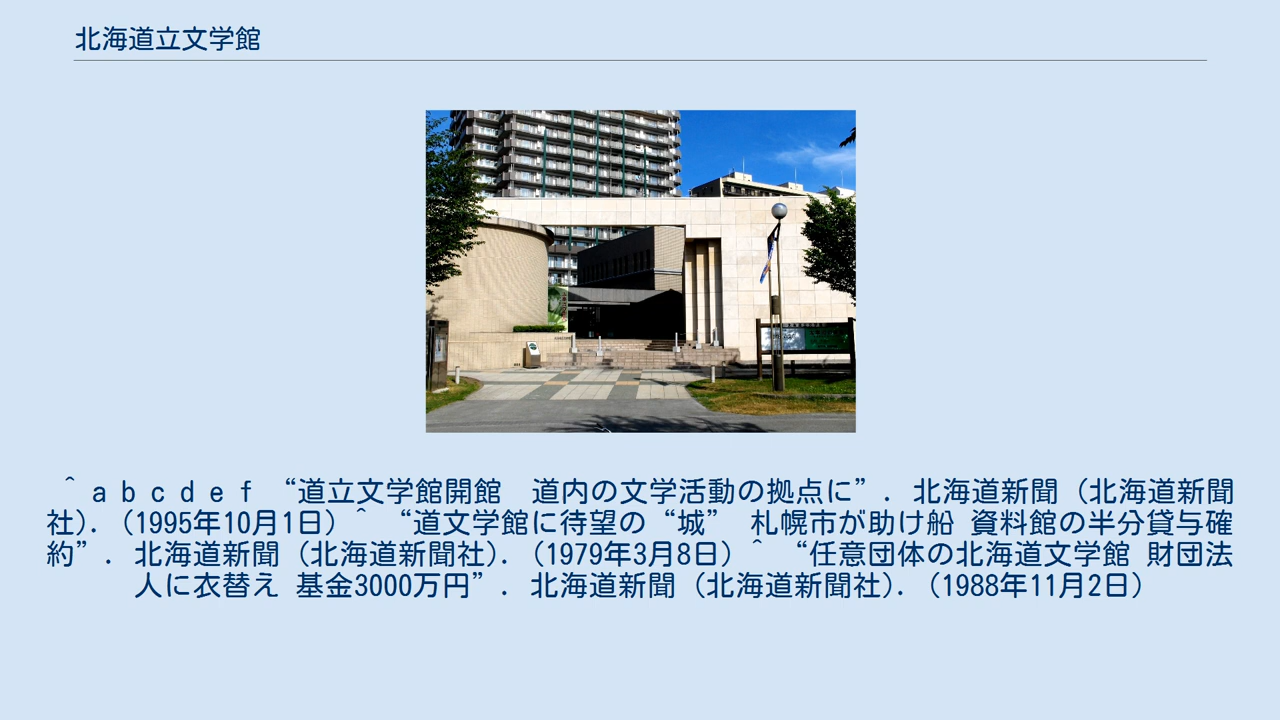 北海道立文学館
^ a b c d e f “道立文学館開館　道内の文学活動の拠点に”. 北海道新聞 (北海道新聞
社). (1995年10月1日) ^ “道文学館に待望の“城” 札幌市が助け船 資料館の半分貸与確
約”. 北海道新聞 (北海道新聞社). (1979年3月8日) ^ “任意団体の北海道文学館 財団法
人に衣替え 基金3000万円”. 北海道新聞 (北海道新聞社). (1988年11月2日)